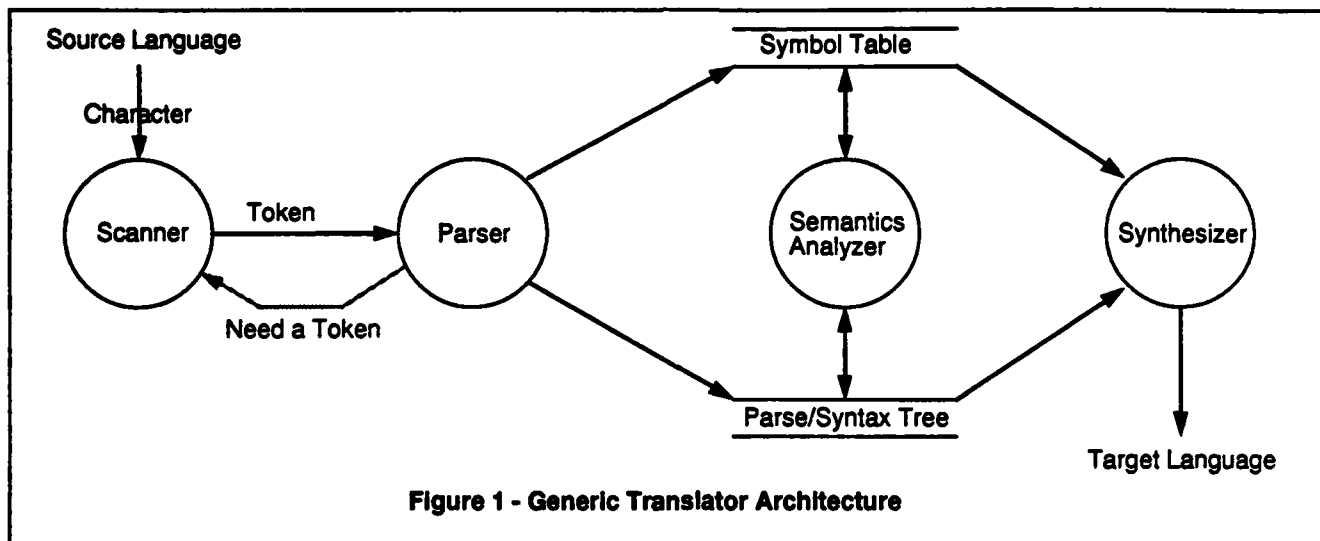 Source Language
Character
Scanner
Token
Need a Token
Parser
Symbol Table
Semantics
Analyzer
Parse/Syntax Tree
Synthesizer
Target Language
Figure 1 - Generic Translator Architecture